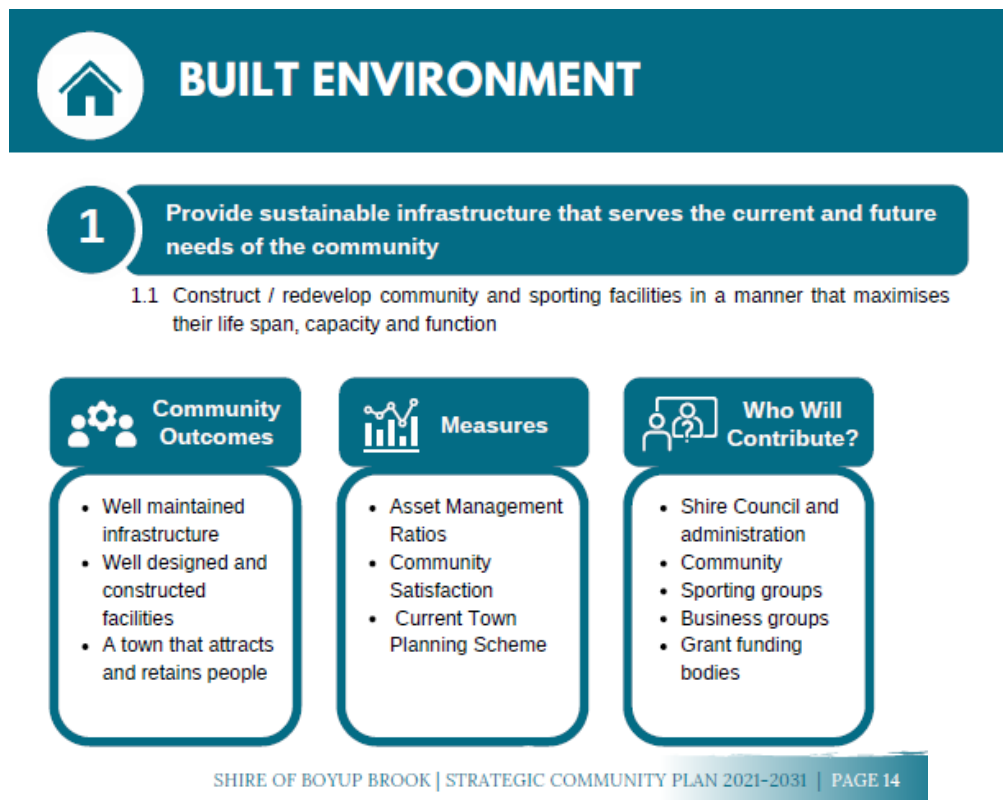 BUILT ENVIRONMENT
1
Provide sustainable infrastructure that serves the current and future
needs of the community
1.1 Construct / redevelop community and sporting facilities in a manner that maximises
their life span, capacity and function
Community
Outcomes
• Well maintained
infrastructure
• Well designed and
constructed
facilities
• A town that attracts
and retains people
Measures
• Asset Management
Ratios
• Community
Satisfaction
• Current Town
Planning Scheme
Who Will
Contribute?
• Shire Council and
administration
• Community
• Sporting groups
• Business groups
• Grant funding
bodies
SHIRE OF BOYUP BROOK | STRATEGIC COMMUNITY PLAN 2021-2031 | PAGE 14